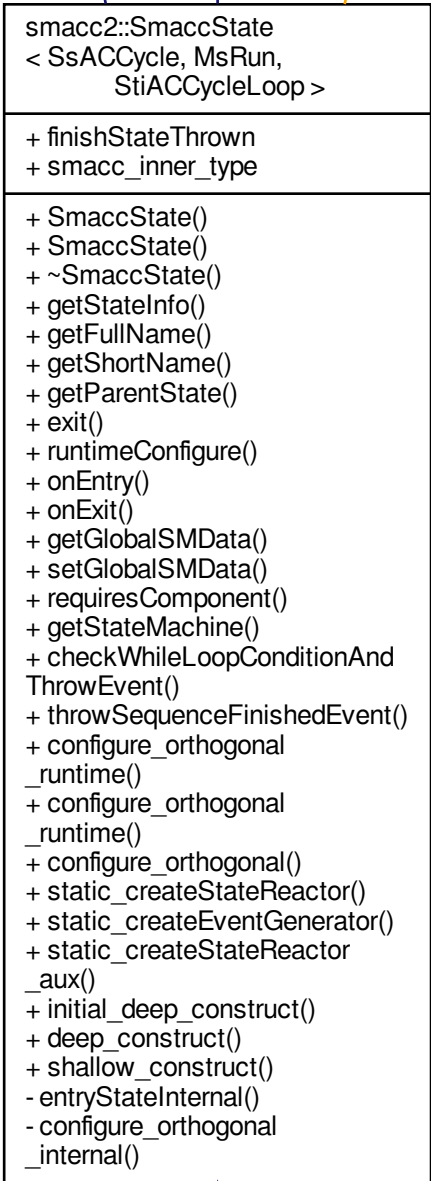 smacc2::SmaccState
< SsACCycle, MsRun,
StiACCycleLoop >
+ finishStateThrown
+ smacc_inner_type
+ SmaccState()
+ SmaccState()
+ ~SmaccState()
+ getStateInfo()
+ getFullName()
+ getShortName()
+ getParentState()
+ exit()
+ runtimeConfigure()
+ onEntry()
+ onExit()
+ getGlobalSMData()
+ setGlobalSMData()
+ requiresComponent()
+ getStateMachine()
+ checkWhileLoopConditionAnd
ThrowEvent()
+ throwSequenceFinishedEvent()
+ configure_orthogonal
_runtime()
+ configure_orthogonal
_runtime()
+ configure_orthogonal()
+ static_createStateReactor()
+ static_createEventGenerator()
+ static_createStateReactor
_aux()
+ initial_deep_construct()
+ deep_construct()
+ shallow_construct()
- entryStateInternal()
- configure_orthogonal
_internal()